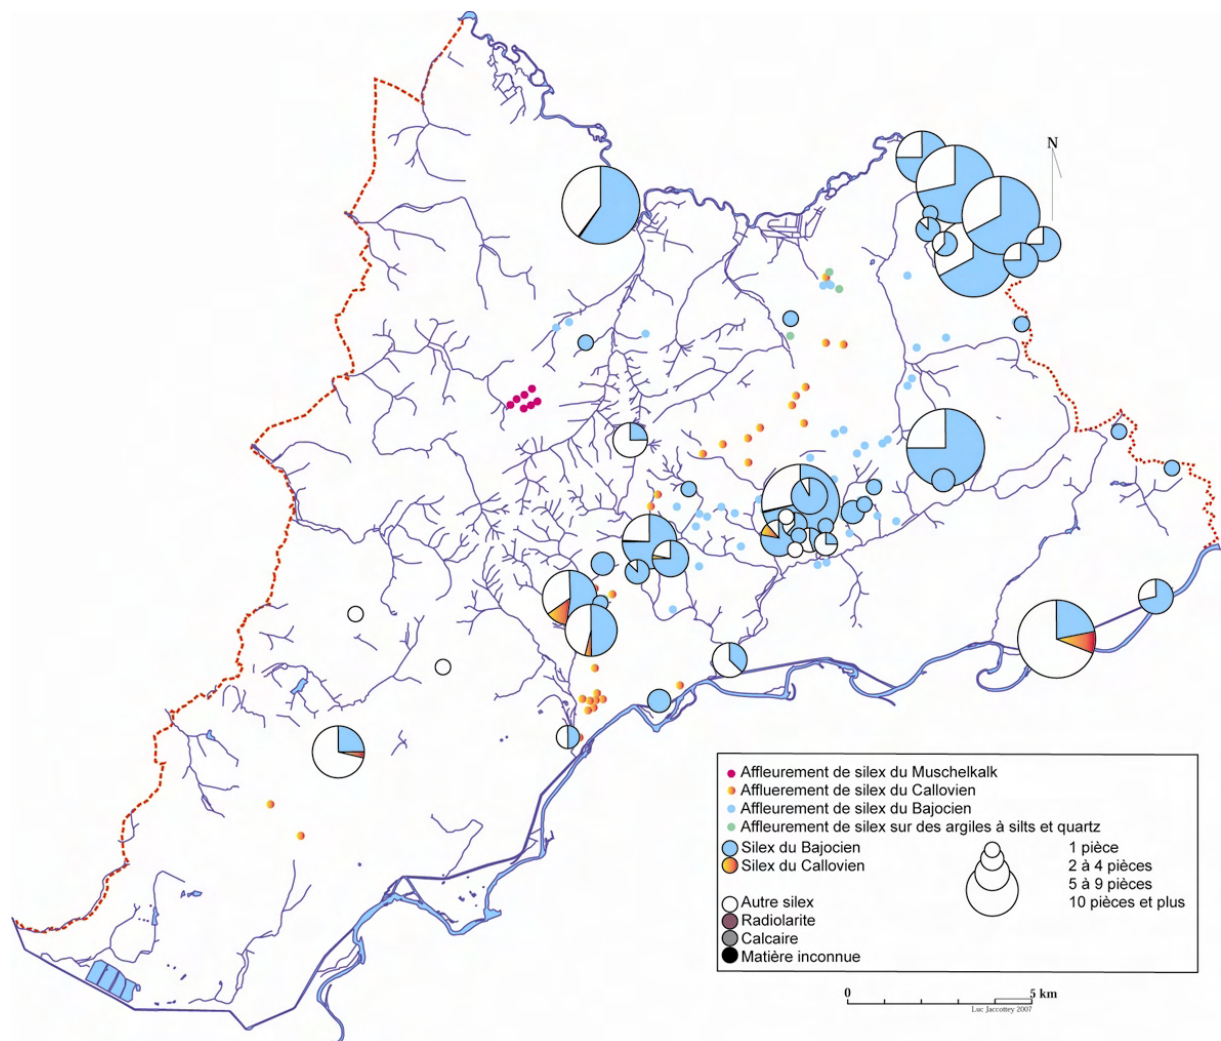 N
Affleurement de silex du Muschelkalk
Affluerement de silex du Callovien
Affleurement de silex du Bajocien
Affleurement de silex sur des argiles à silts et quartz
Silex du Bajocien
Silex du Callovien
Autre silex
Radiolarite
Calcaire
Matière inconnue
1 pièce
2 à 4 pièces
5 à 9 pièces
10 pièces et plus
0 5 km
Luc Jaccottey 2007